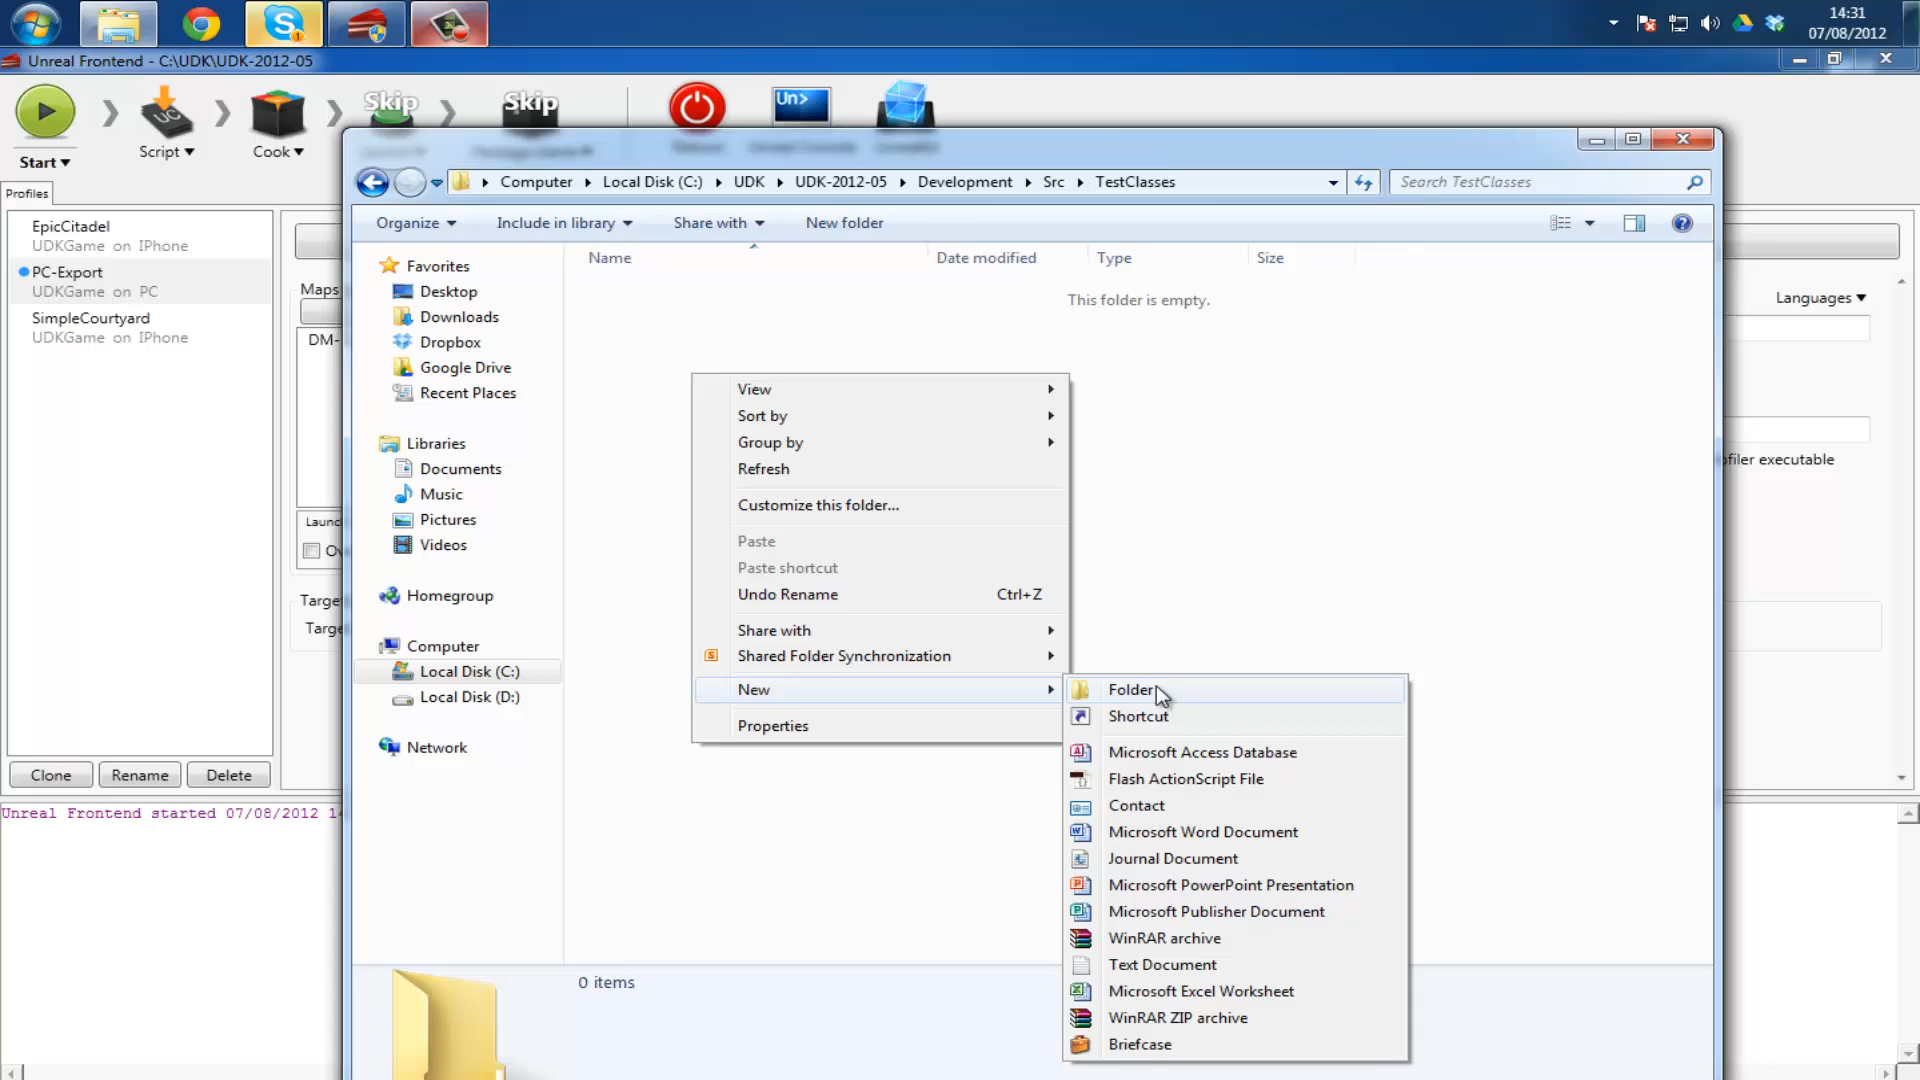 14:31
07/08/2012
Unreal Frontend - C:\UDK\UDK-2012-05
Start
Script
Cook
Skip
Skip
Un>
Profiles
EpicCitadel
UDKGame on IPhone
PC-Export
UDKGame on PC
SimpleCourtyard
UDKGame on IPhone
Clone
Rename
Delete
Maps
DM-
Launc
Ov
Targe
Targe
Languages
filer executable
Unreal Frontend started 07/08/2012 14
Computer
Local Disk (C:)
UDK
UDK-2012-05
Development
Src
TestClasses
Search TestClasses
Organize
Include in library
Share with
New folder
Name
Date modified
Type
Size
This folder is empty.
Favorites
Desktop
Downloads
Dropbox
Google Drive
Recent Places
Libraries
Documents
Music
Pictures
Videos
Homegroup
Computer
Local Disk (C:)
Local Disk (D:)
Network
0 items
View
Sort by
Group by
Refresh
Customize this folder...
Paste
Paste shortcut
Undo Rename Ctrl+Z
Share with
Shared Folder Synchronization
New
Properties
Folder
Shortcut
Microsoft Access Database
Flash ActionScript File
Contact
Microsoft Word Document
Journal Document
Microsoft PowerPoint Presentation
Microsoft Publisher Document
WinRAR archive
Text Document
Microsoft Excel Worksheet
WinRAR ZIP archive
Briefcase